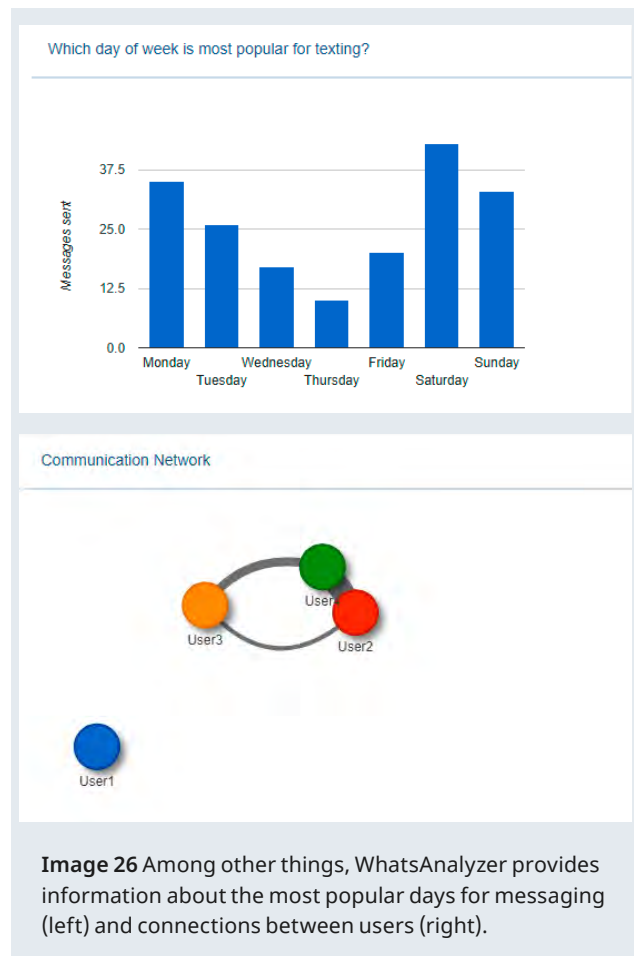 Which day of week is most popular for texting?
Messages sent
37.5
25.0
12.5
0.0
Monday
Tuesday
Wednesday
Thursday
Friday
Saturday
Sunday
Communication Network
User3
User2
User1
Image 26 Among other things, WhatsAnalyzer provides
information about the most popular days for messaging
(left) and connections between users (right).